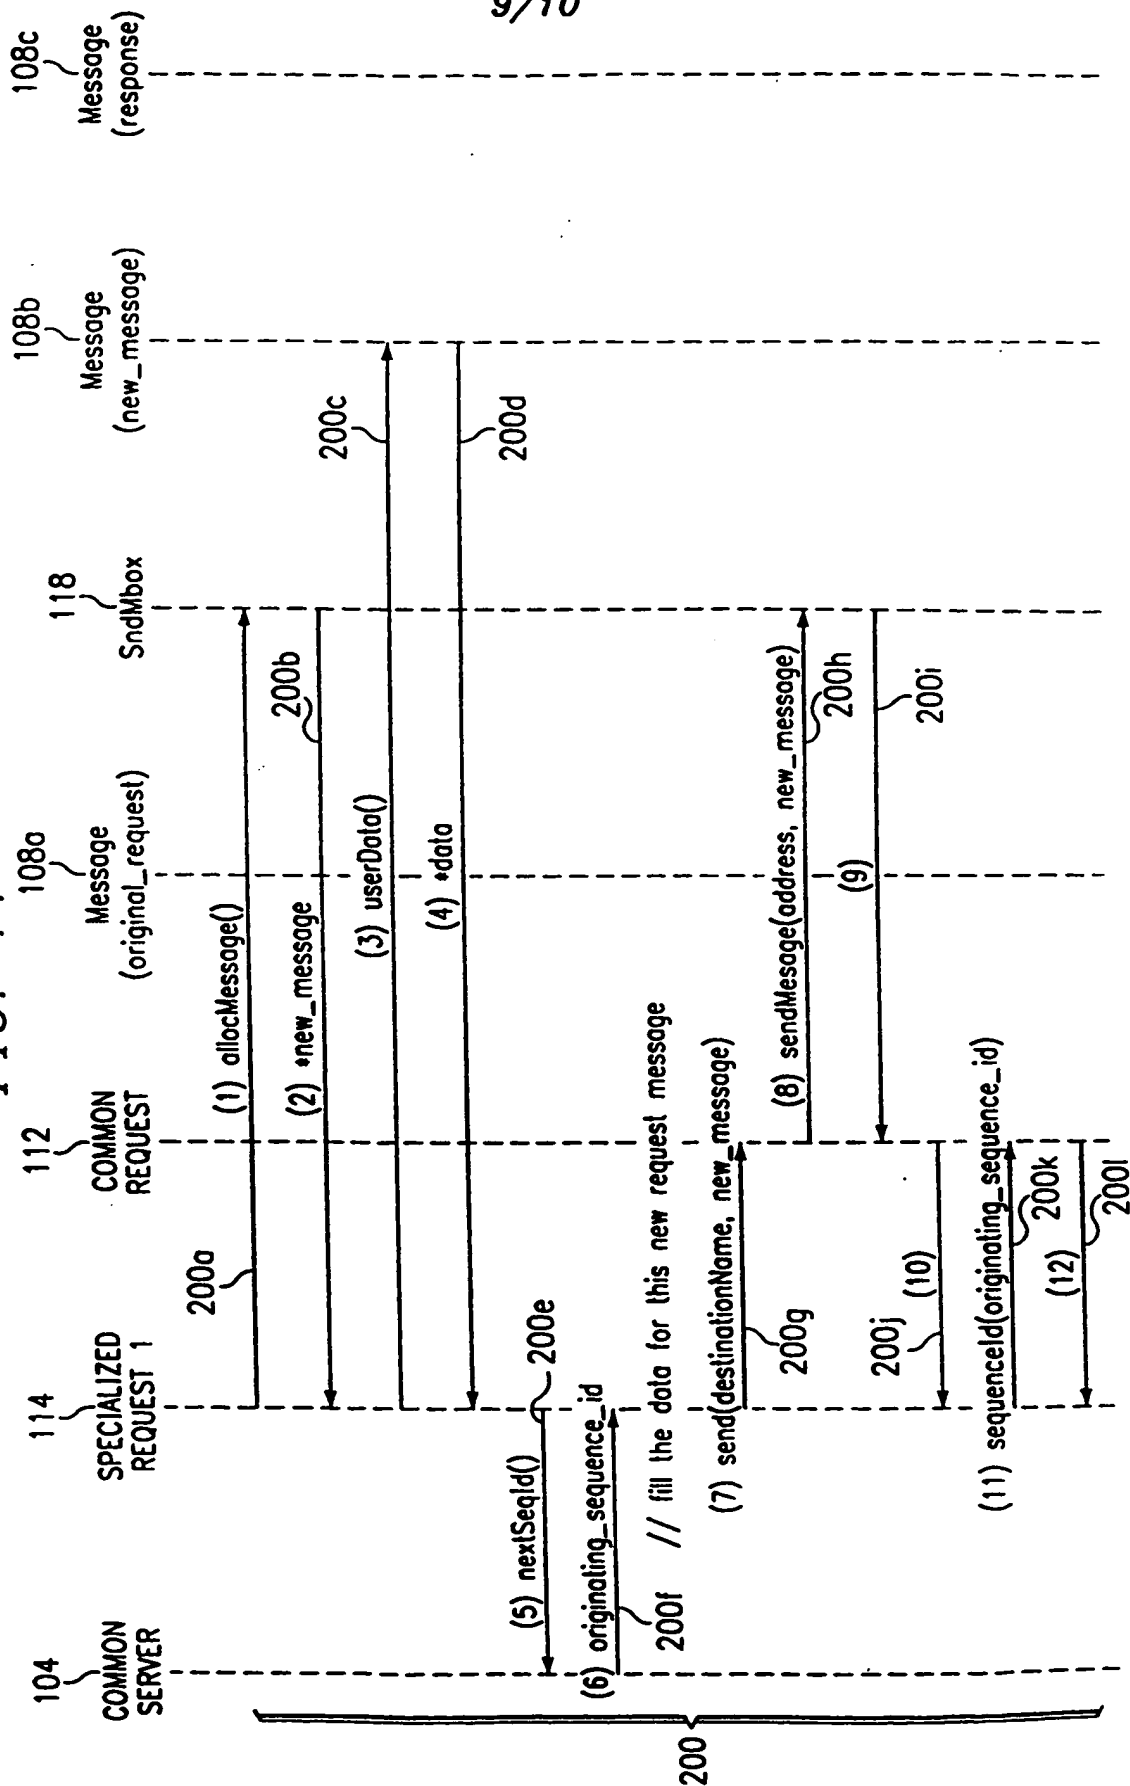 9/10
104
COMMON
SERVER
114
SPECIALIZED
REQUEST 1
112
COMMON
REQUEST
108a
Message
(original_request)
118
SndMbox
108b
Message
(new_message)
108c
Message
(response)
200a
(1) allocMessage()
(2) *new_message
200b
(3) userData()
200c
(4) *data
200d
(5) nextSeqId()
200e
(6) originating_sequence_id
200f
// fill the data for this new request message
(7) send(destinationName, new_message)
200g
(8) sendMesage(address, new_message)
200h
(9)
200i
200j
(10)
(11) sequenceId(originating_sequence_id)
200k
(12)
200l
200